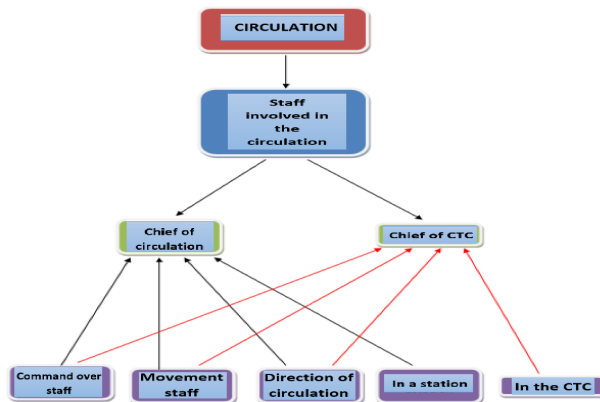 CIRCULATION
Staff
involved in
the
circulation
Chief of
circulation
Chief of CTC
Command over
staff
Movement
staff
Direction of
circulation
In a station
In the CTC